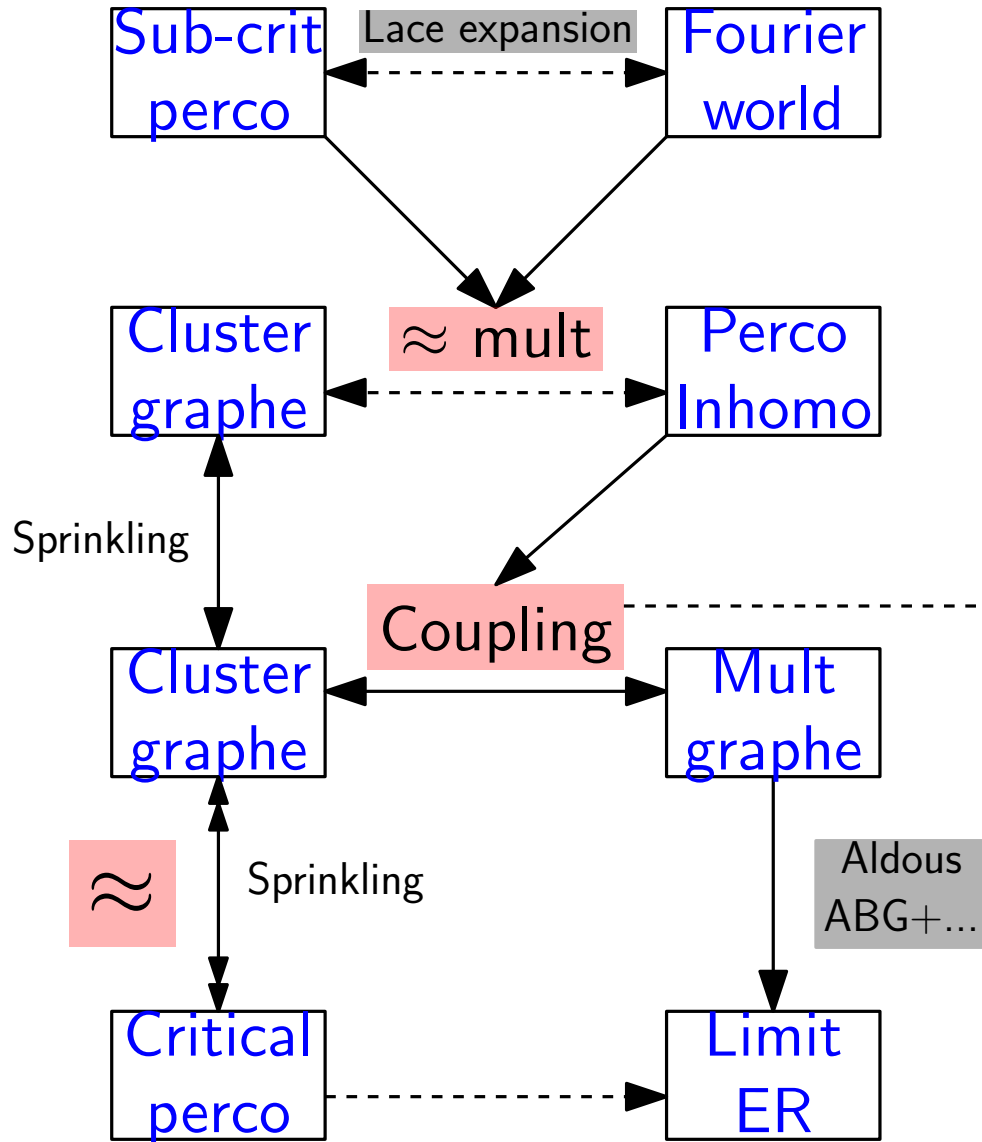 Sub-crit
perco
Lace expansion
Fourier
world
Cluster
graphe
≈ mult
Perco
Inhomo
Sprinkling
Coupling
Cluster
graphe
Mult
graphe
≈
Sprinkling
Aldous
ABG+...
Critical
perco
Limit
ER